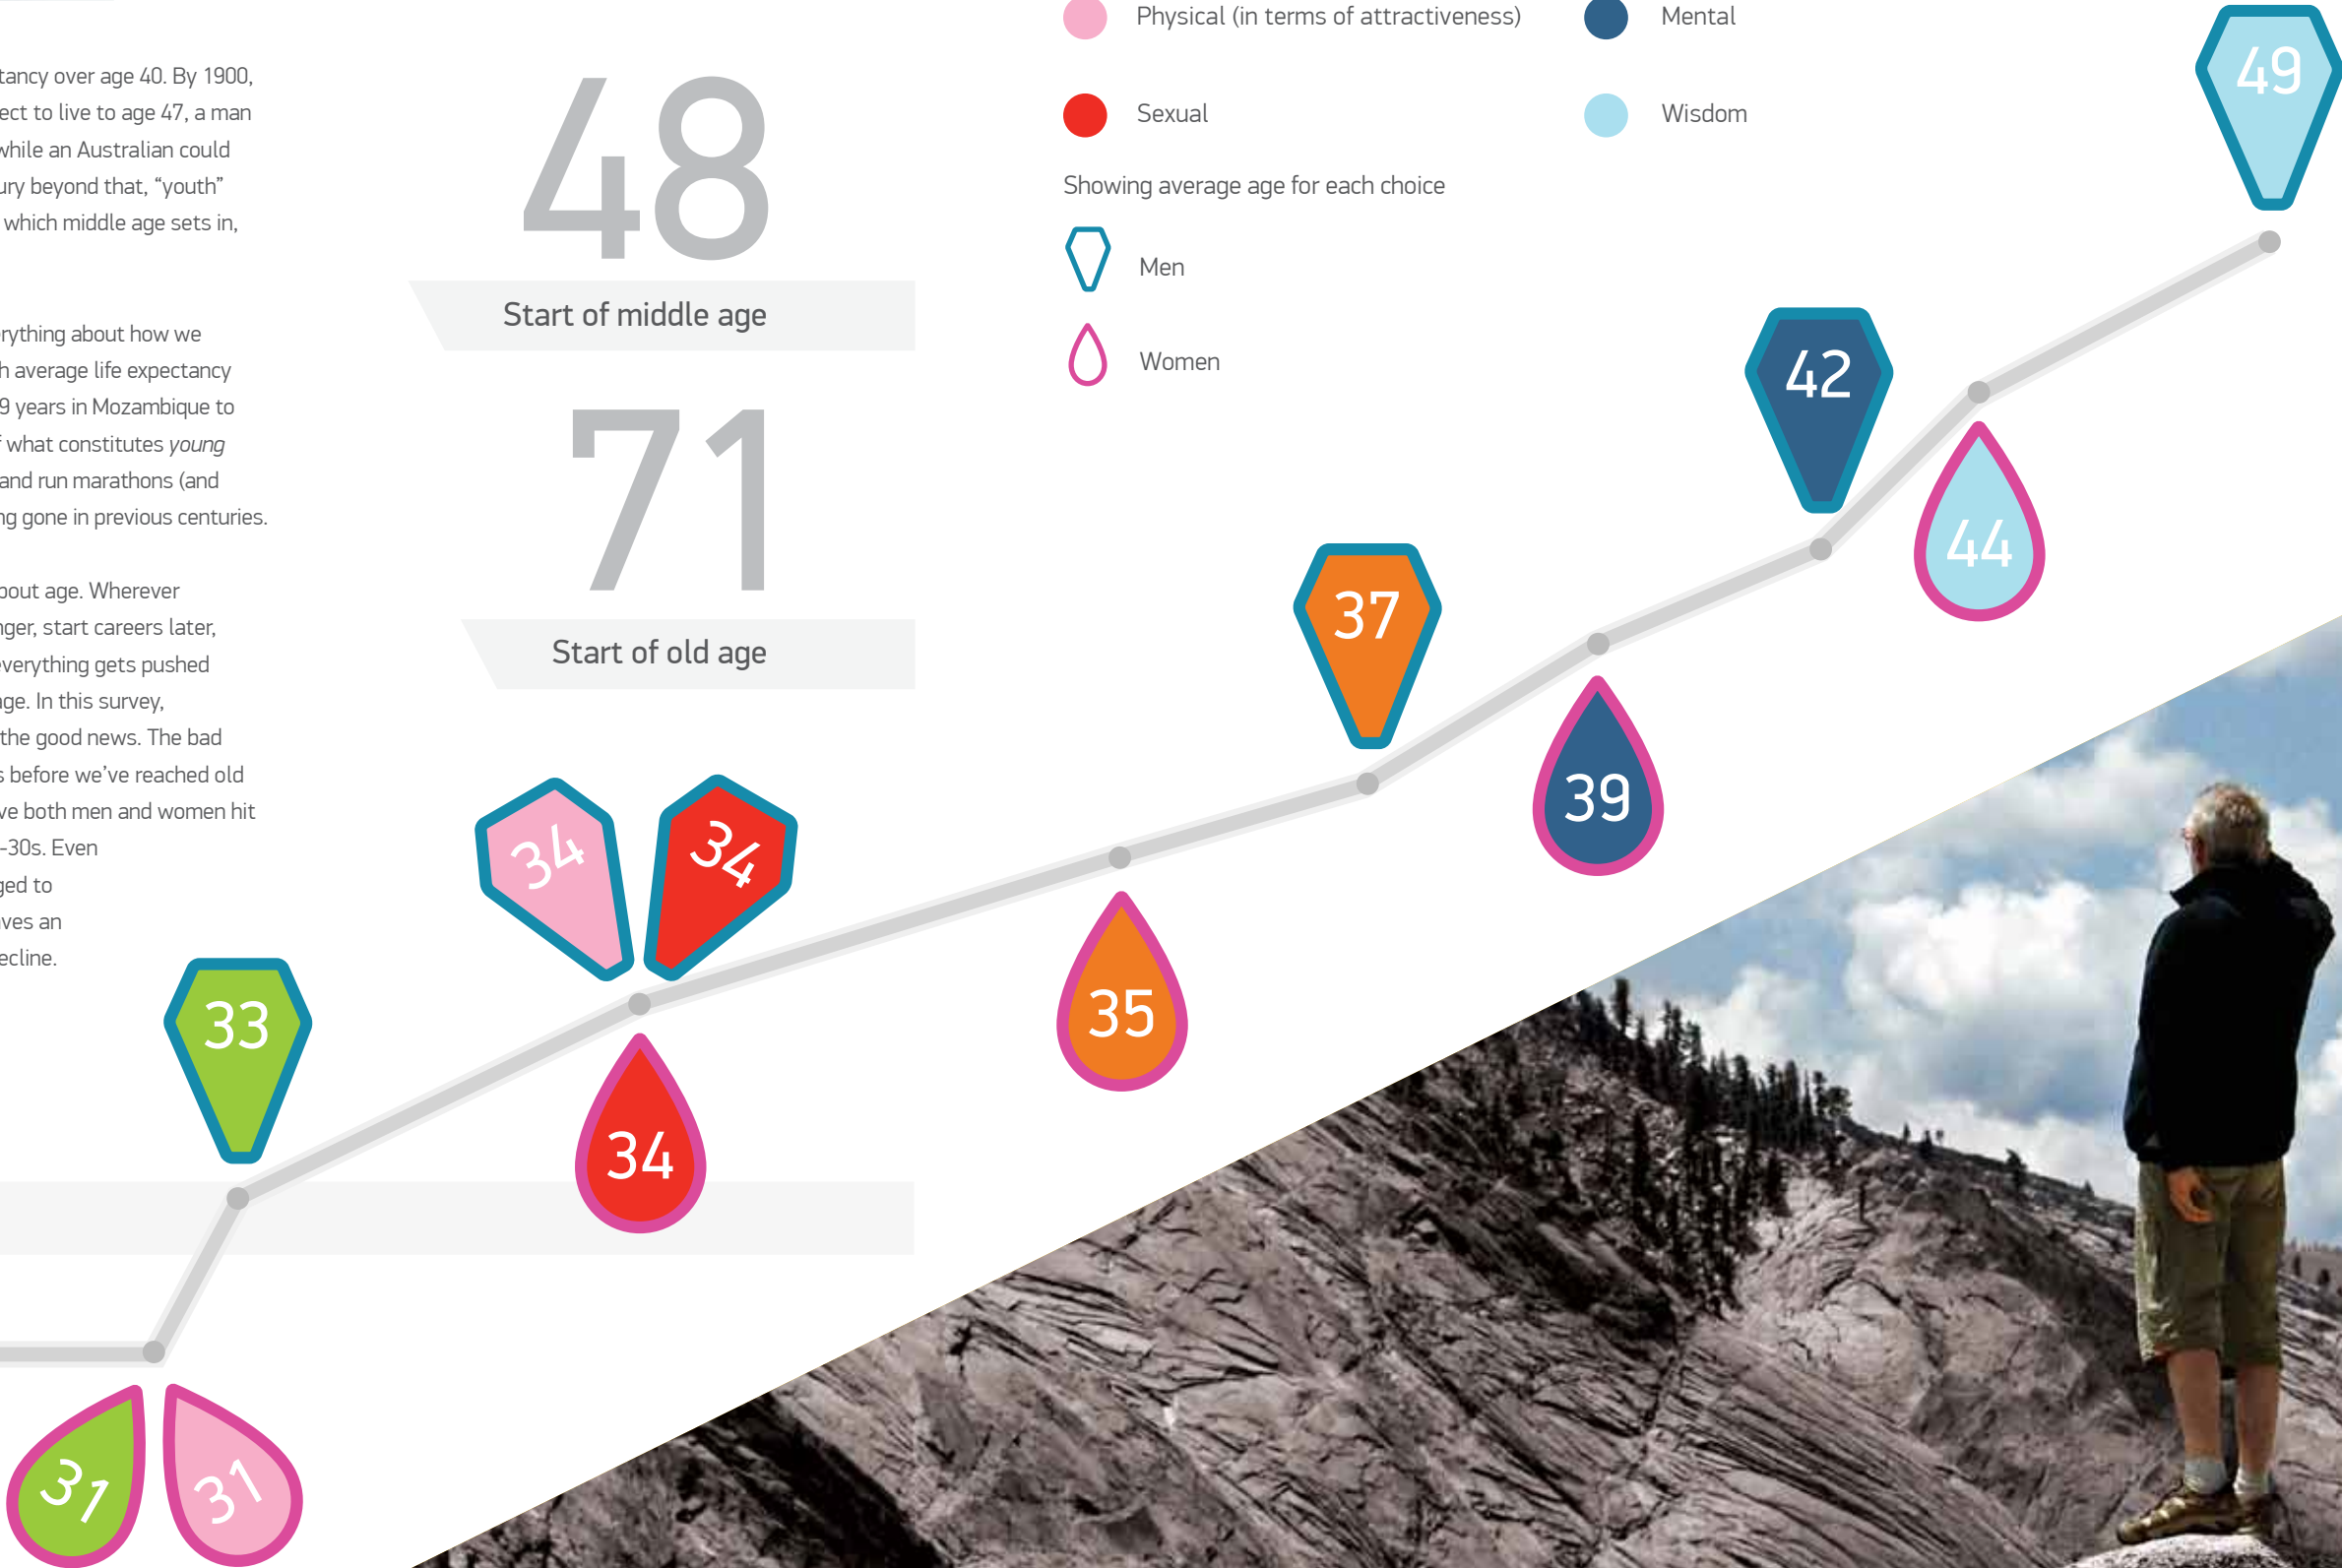 tancy over age 40. By 1900,
ect to live to age 47, a man
while an Australian could
ury beyond that, “youth”
which middle age sets in,
erything about how we
h average life expectancy
9 years in Mozambique to
what constitutes young
and run marathons (and
ng gone in previous centuries.
bout age. Wherever
nger, start careers later,
everything gets pushed
age. In this survey,
the good news. The bad
s before we’ve reached old
ve both men and women hit
-30s. Even
ged to
aves an
ecline.
48
Start of middle age
71
Start of old age
Physical (in terms of attractiveness)
Mental
Sexual
Wisdom
Showing average age for each choice
Men
Women
49
42
44
37
39
34
34
35
33
34
31
31